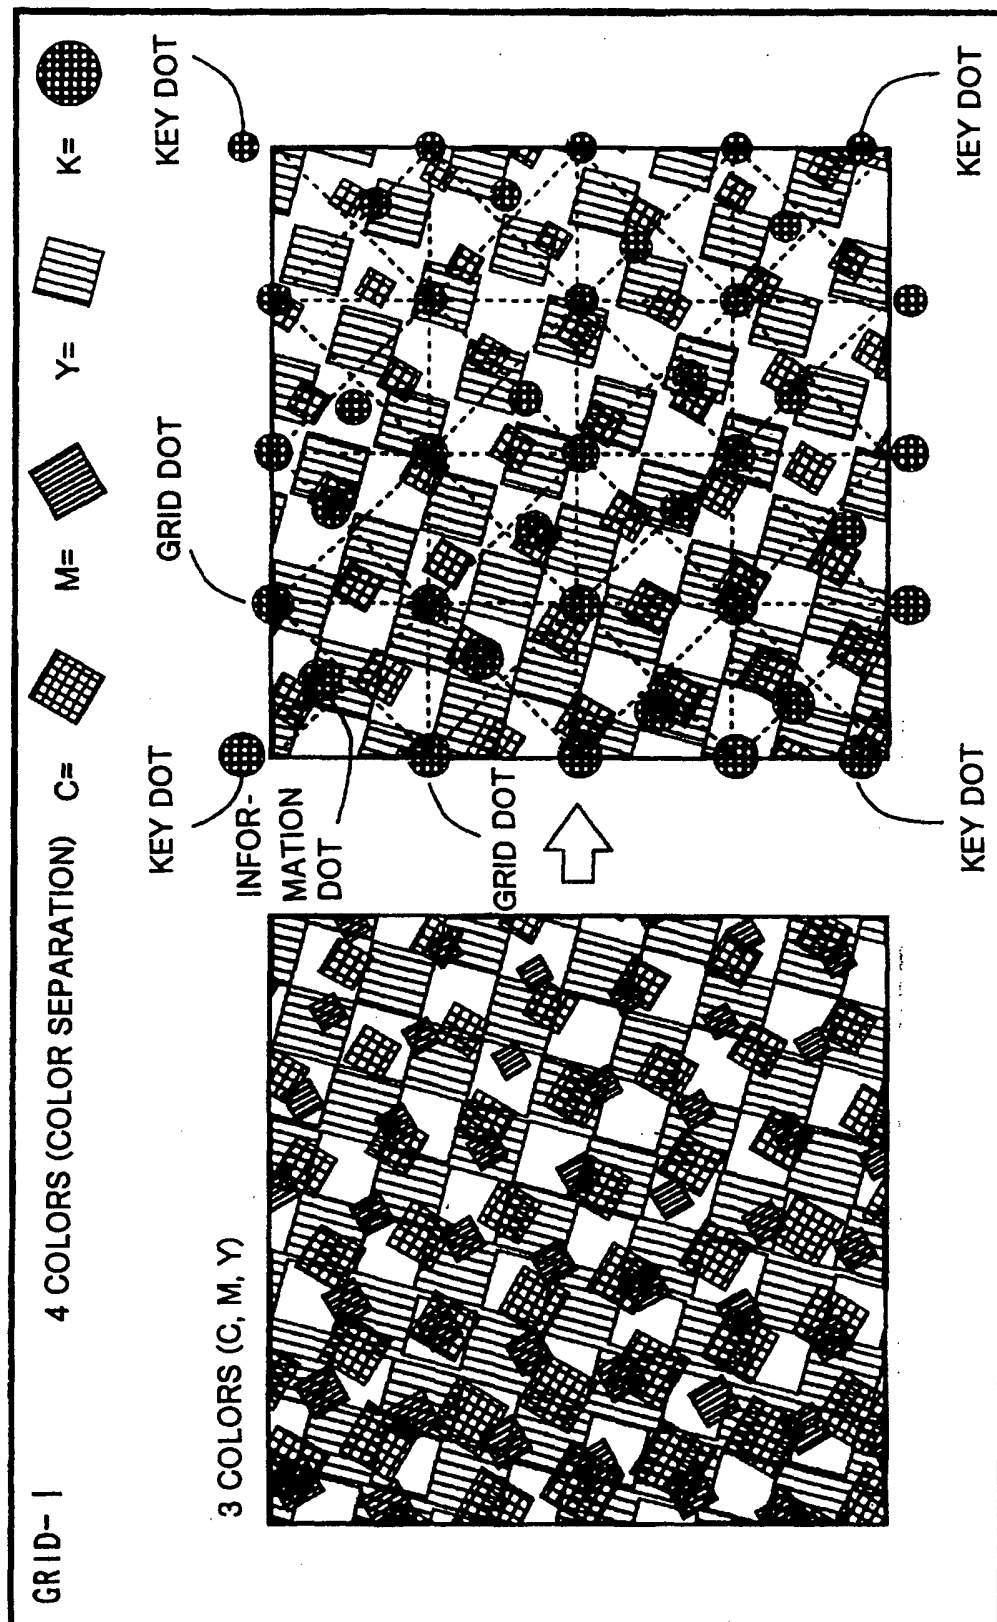 GRID-1
4 COLORS (COLOR SEPARATION)
C=
M=
Y=
K=
3 COLORS (C, M, Y)
KEY DOT
GRID DOT
KEY DOT
INFOR-
MATION
DOT
GRID DOT
KEY DOT
KEY DOT